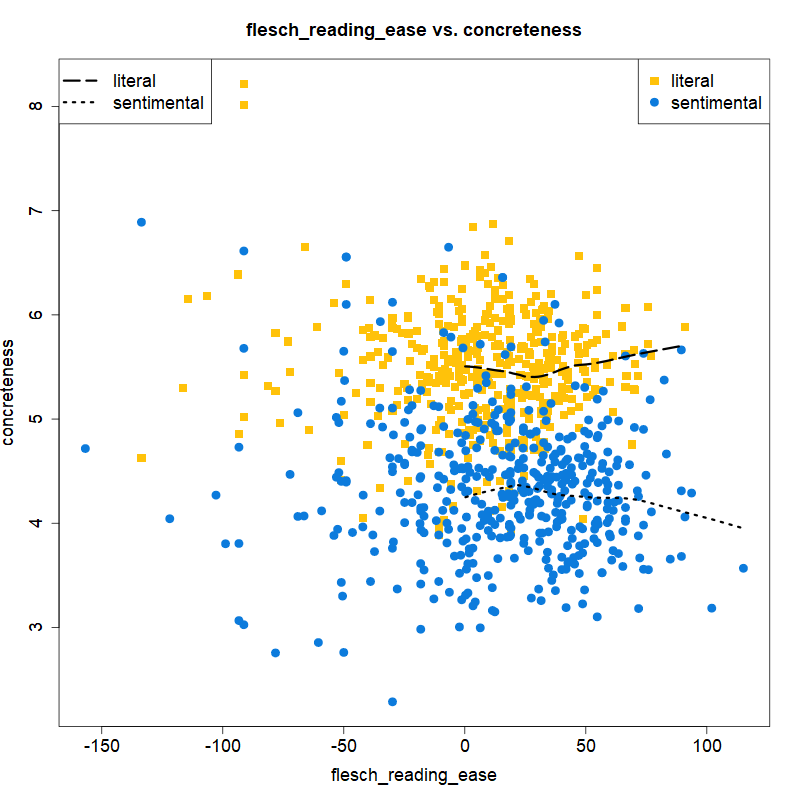 flesch_reading_ease vs. concreteness
literal
sentimental
literal
sentimental
8
7
6
5
4
3
concreteness
-150 -100 -50 0 50 100
flesch_reading_ease